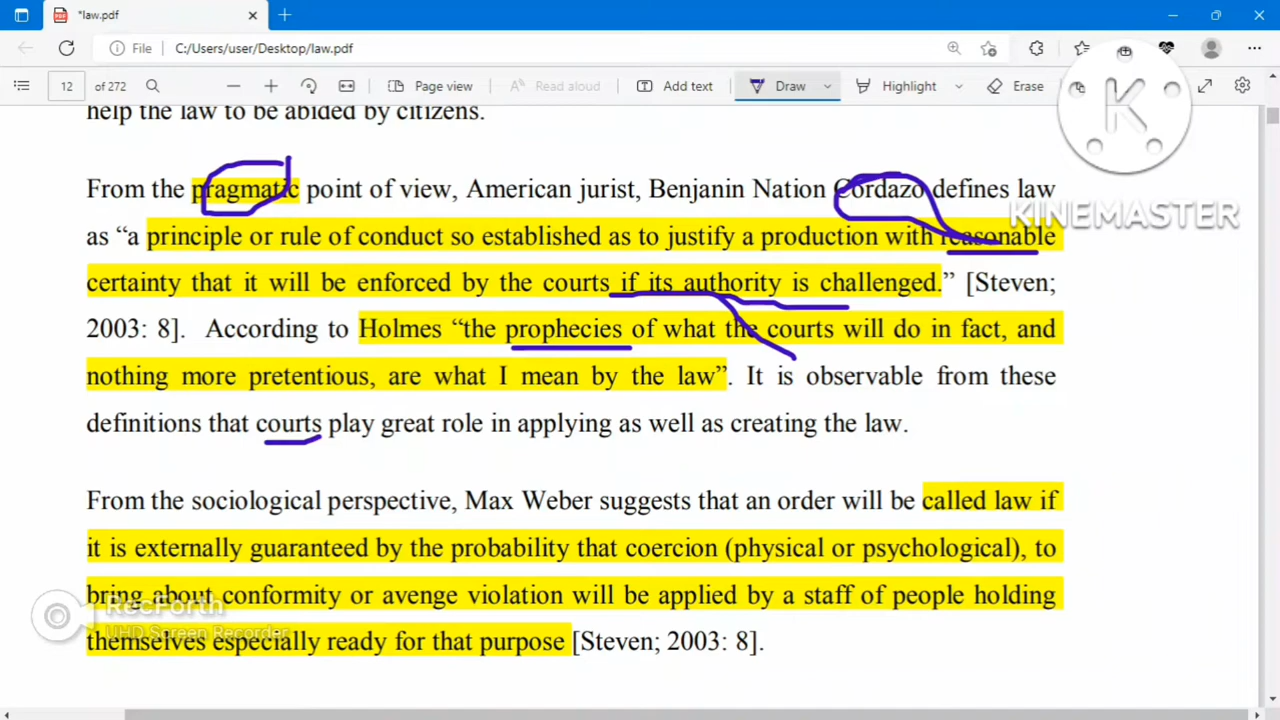 *law.pdf
File C:/Users/user/Desktop/law.pdf
12 of 272 Page view Read aloud Add text Draw Highlight Erase
help the law to be abided by citizens.
From the pragmatic point of view, American jurist, Benjanin Nation Cordazo defines law
KINEMASTER
as “a principle or rule of conduct so established as to justify a production with reasonable
certainty that it will be enforced by the courts if its authority is challenged.” [Steven;
2003: 8]. According to Holmes “the prophecies of what the courts will do in fact, and
nothing more pretentious, are what I mean by the law”. It is observable from these
definitions that courts play great role in applying as well as creating the law.
From the sociological perspective, Max Weber suggests that an order will be called law if
it is externally guaranteed by the probability that coercion (physical or psychological), to
bring about conformity or avenge violation will be applied by a staff of people holding
RecForth
UHD Screen Recorder
themselves especially ready for that purpose [Steven; 2003: 8].